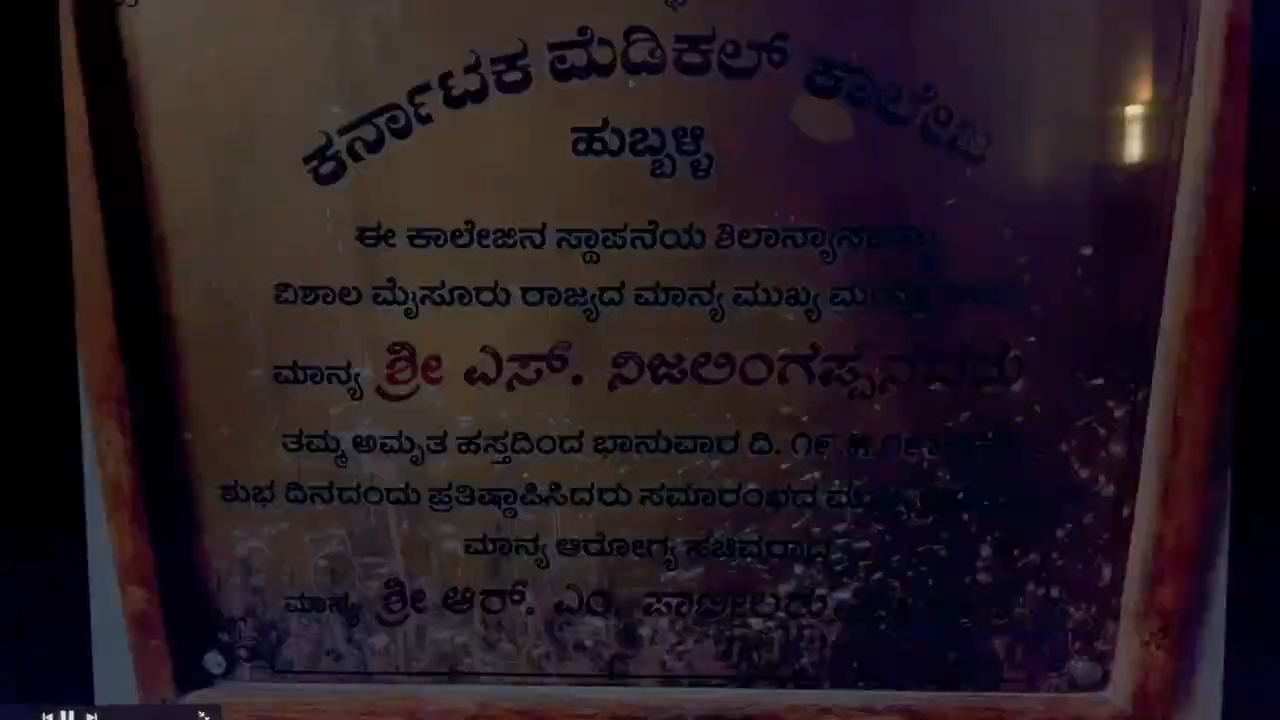 ಕರ್ನಾಟಕ ಮೆಡಿಕಲ್ ಕಾಲೇಜ
ಹುಬ್ಬಳ್ಳಿ
ಈ ಕಾಲೇಜಿನ ಸ್ಥಾಪನೆಯ
ವಿಶಾಲ ಮೈಸೂರು ರಾಜ್ಯದ ಮಾನ್ಯ ಮುಖ್ಯ
ಮಾನ್ಯ ಶ್ರೀ ಎಸ್. ನಿಜಲಿಂಗಪ್ಪನವರು
ತಮ್ಮ ಅಮೃತ ಹಸ್ತದಿಂದ ಭಾನುವಾರ ದಿ.
ಶುಭ ದಿನದಂದು ಪ್ರತಿಷ್ಠಾಪಿಸಿದರು ಸಮಾರಂಭದ
ಮಾನ್ಯ ಆರೋಗ್ಯ ಸಚಿವರಾದ
ಮಾನ್ಯ ಶ್ರೀ ಆರ್. ಎಂ. ಪಾಟೀಲರು